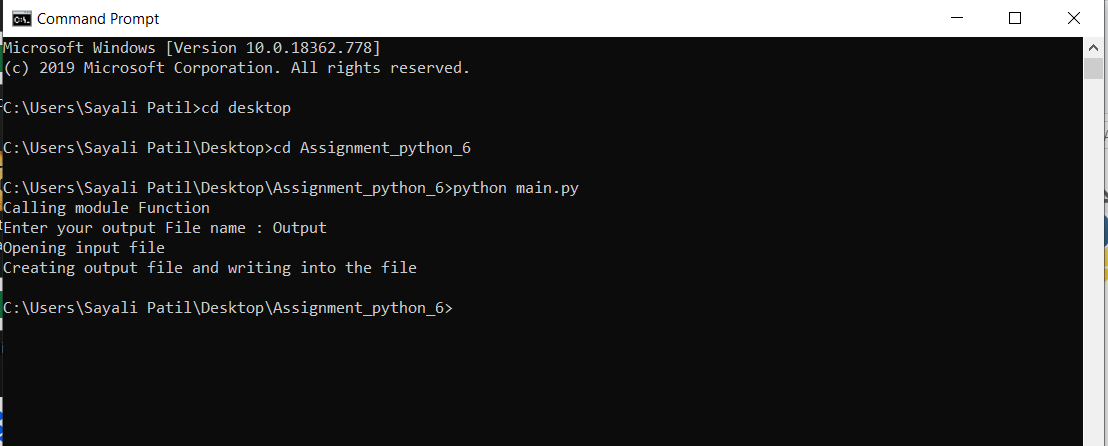 Command Prompt
Microsoft Windows [Version 10.0.18362.778]
(c) 2019 Microsoft Corporation. All rights reserved.
C:\Users\Sayali Patil>cd desktop
C:\Users\Sayali Patil\Desktop>cd Assignment_python_6
C:\Users\Sayali Patil\Desktop\Assignment_python_6>python main.py
Calling module Function
Enter your output File name : Output
Opening input file
Creating output file and writing into the file
C:\Users\Sayali Patil\Desktop\Assignment_python_6>